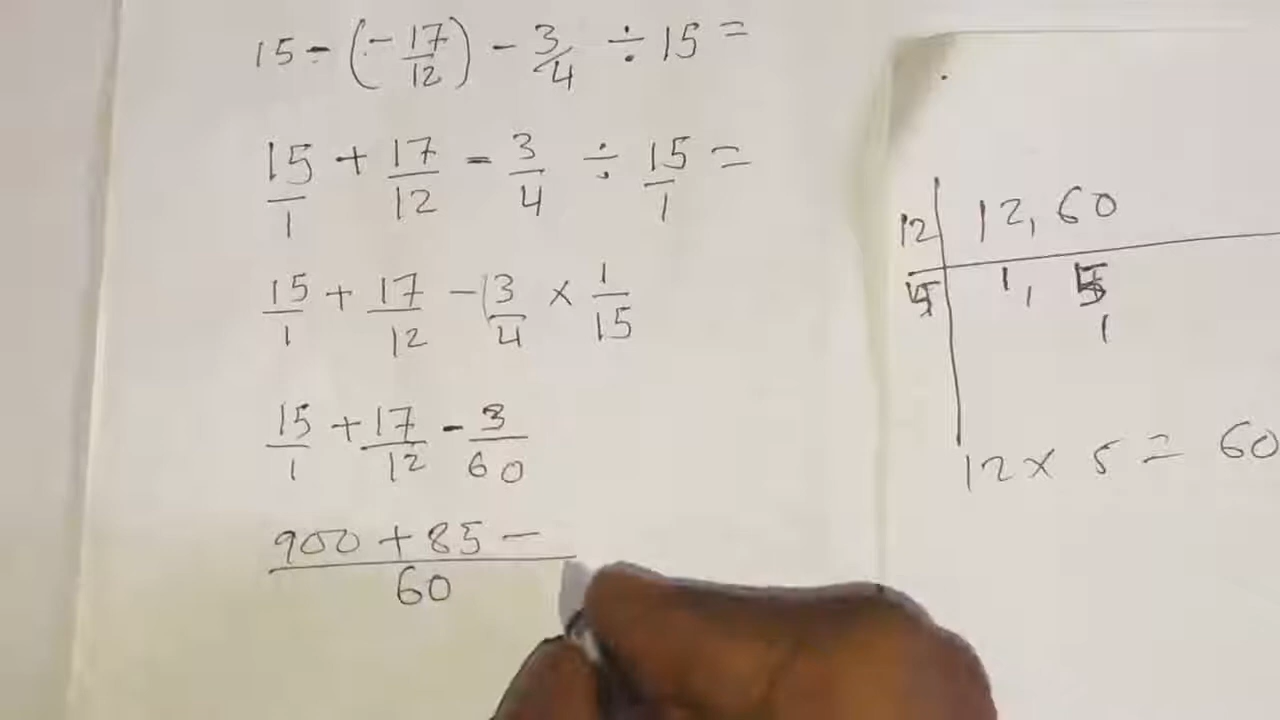 15 - (-17/12) - 3/4 ÷ 15 =
15/1 + 17/12 - 3/4 ÷ 15/1 =
15/1 + 17/12 - 3/4 × 1/15
15/1 + 17/12 - 3/60
900 + 85 -
60
12 | 12, 60
5 | 1, 5
1
12 × 5 = 60